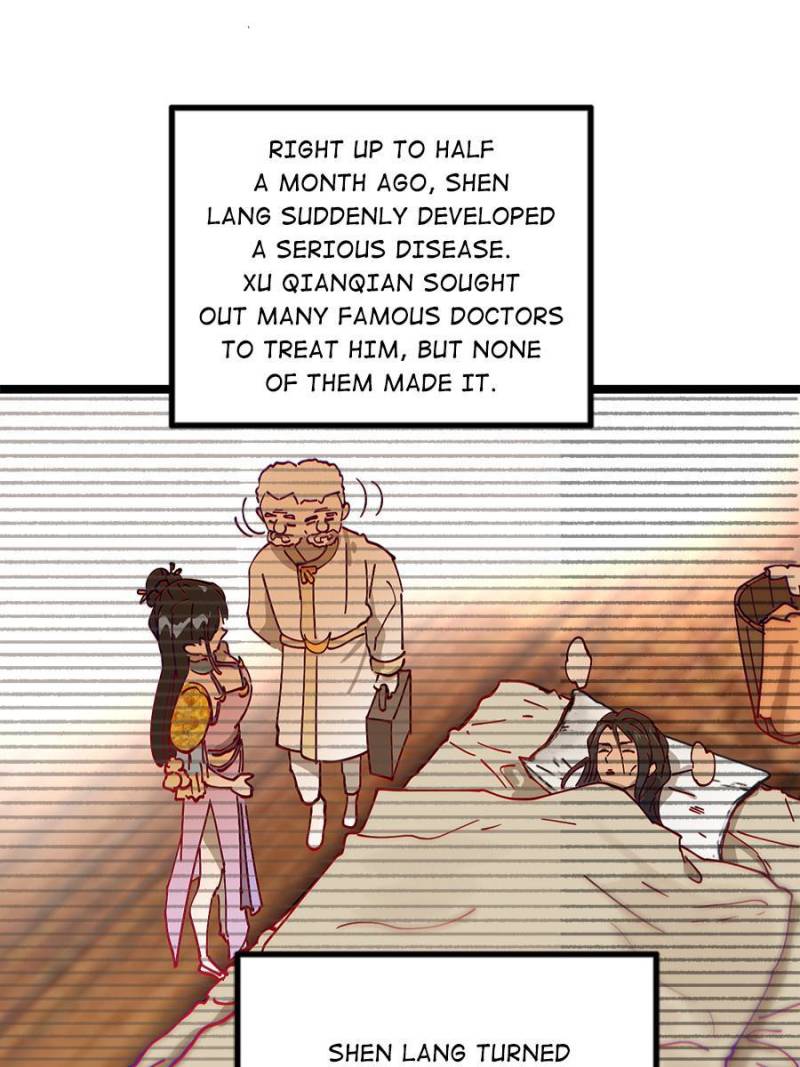 RIGHT UP TO HALF
A MONTH AGO, SHEN
LANG SUDDENLY DEVELOPED
A SERIOUS DISEASE.
XU QIANQIAN SOUGHT
OUT MANY FAMOUS DOCTORS
TO TREAT HIM, BUT NONE
OF THEM MADE IT.
SHEN LANG TURNED